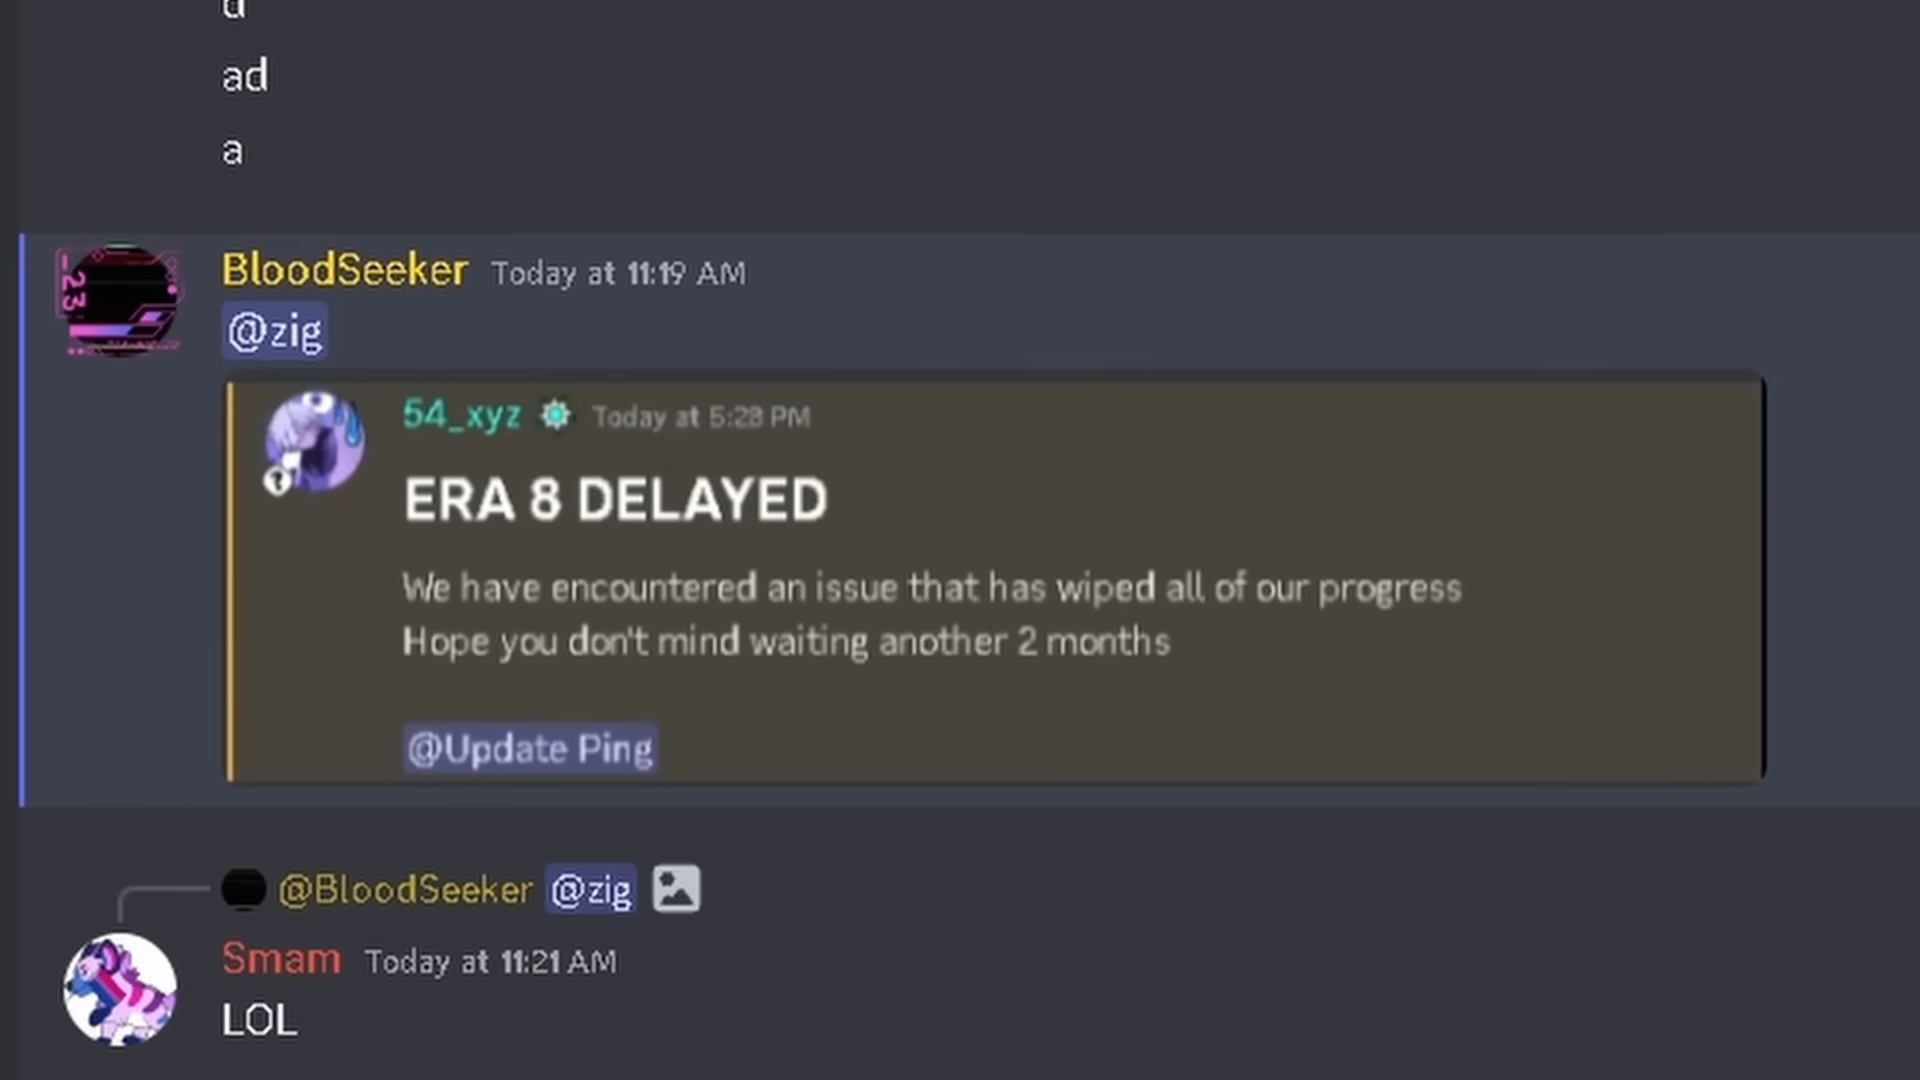 d
ad
a
BloodSeeker Today at 11:19 AM
@zig
54_xyz Today at 5:28 PM
ERA 8 DELAYED
We have encountered an issue that has wiped all of our progress
Hope you don't mind waiting another 2 months
@Update Ping
@BloodSeeker @zig
Smam Today at 11:21 AM
LOL